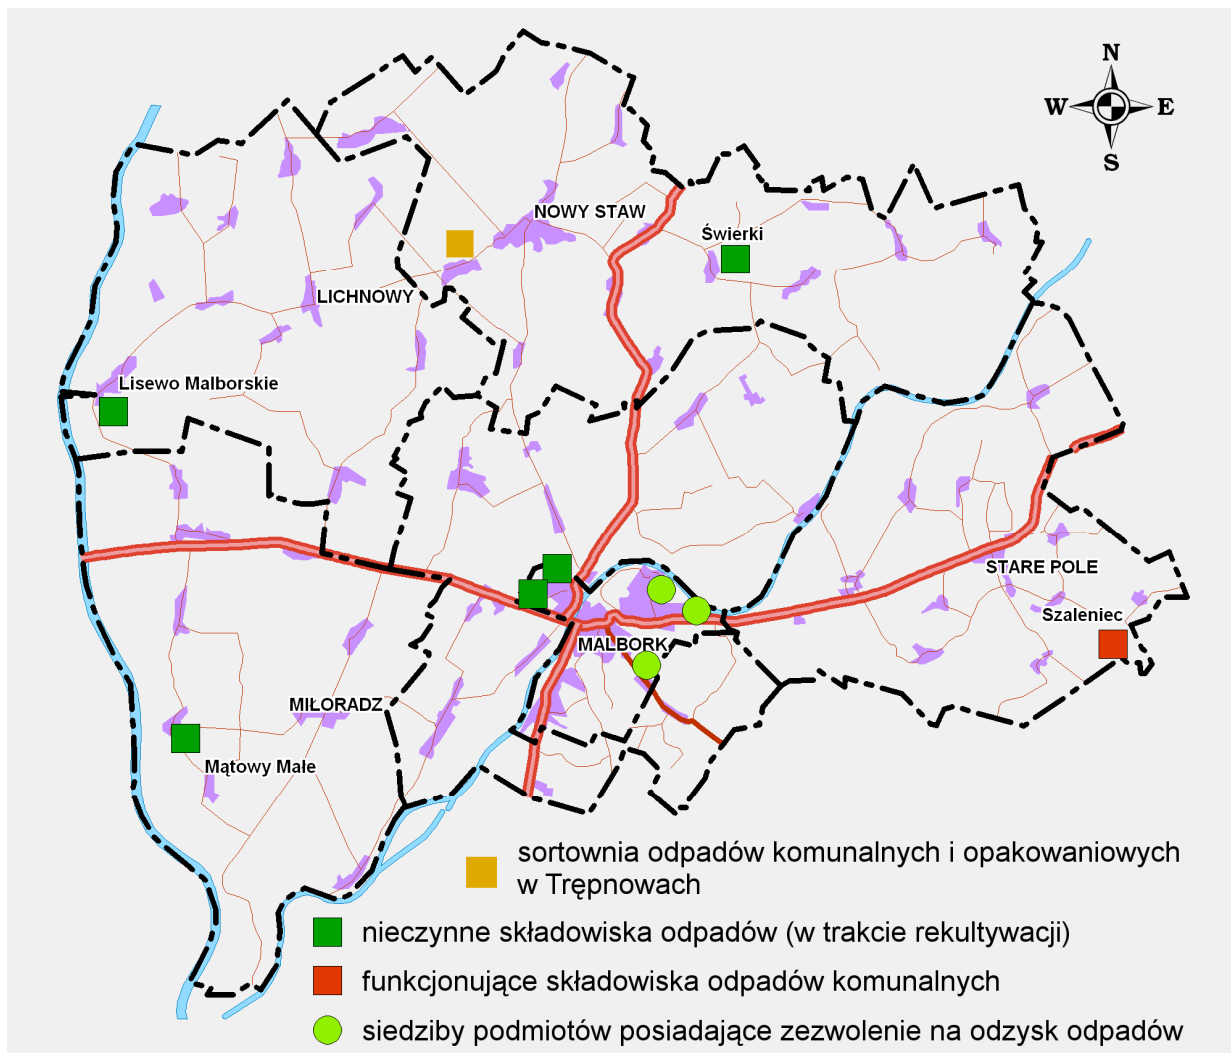 N
W E
S
NOWY STAW
Świerki
LICHNOWY
Lisewo Malborskie
STARE POLE
Szaleniec
MALBORK
MIŁORADZ
Mątowy Małe
sortownia odpadów komunalnych i opakowaniowych
w Trępnowach
nieczynne składowiska odpadów (w trakcie rekultywacji)
funkcjonujące składowiska odpadów komunalnych
siedziby podmiotów posiadające zezwolenie na odzysk odpadów